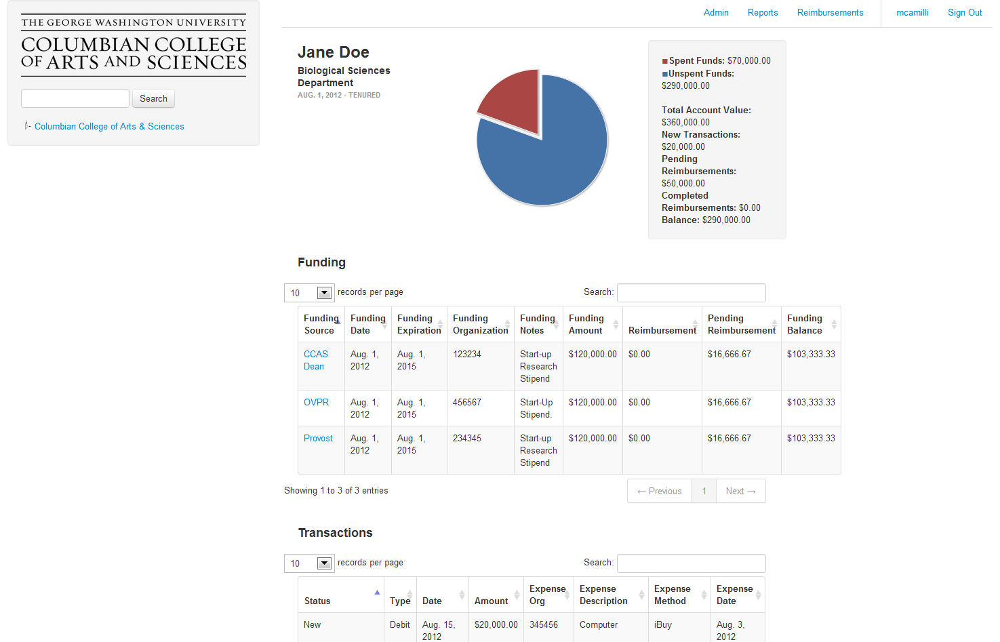 THE GEORGE WASHINGTON UNIVERSITY
COLUMBIAN COLLEGE
OF ARTS AND SCIENCES
Search
Columbian College of Arts & Sciences
Admin Reports Reimbursements mcamilli Sign Out
Jane Doe
Biological Sciences
Department
AUG. 1, 2012 - TENURED
Spent Funds: $70,000.00
Unspent Funds:
$290,000.00
Total Account Value:
$360,000.00
New Transactions:
$20,000.00
Pending
Reimbursements:
$50,000.00
Completed
Reimbursements: $0.00
Balance: $290,000.00
Funding
10 records per page Search:
Funding Funding Funding Funding Funding Funding Pending Funding
Source Date Expiration Organization Notes Amount Reimbursement Reimbursement Balance
CCAS Aug. 1, Aug. 1, 123234 Start-up $120,000.00 $0.00 $16,666.67 $103,333.33
Dean 2012 2015 Research
Stipend
OVPR Aug. 1, Aug. 1, 456567 Start-Up $120,000.00 $0.00 $16,666.67 $103,333.33
2012 2015 Stipend.
Provost Aug. 1, Aug. 1, 234345 Start-up $120,000.00 $0.00 $16,666.67 $103,333.33
2012 2015 Research
Stipend
Showing 1 to 3 of 3 entries ← Previous 1 Next →
Transactions
10 records per page Search:
Expense Expense Expense Expense
Status Type Date Amount Org Description Method Date
New Debit Aug. 15, $20,000.00 345456 Computer iBuy Aug. 3,
2012 2012